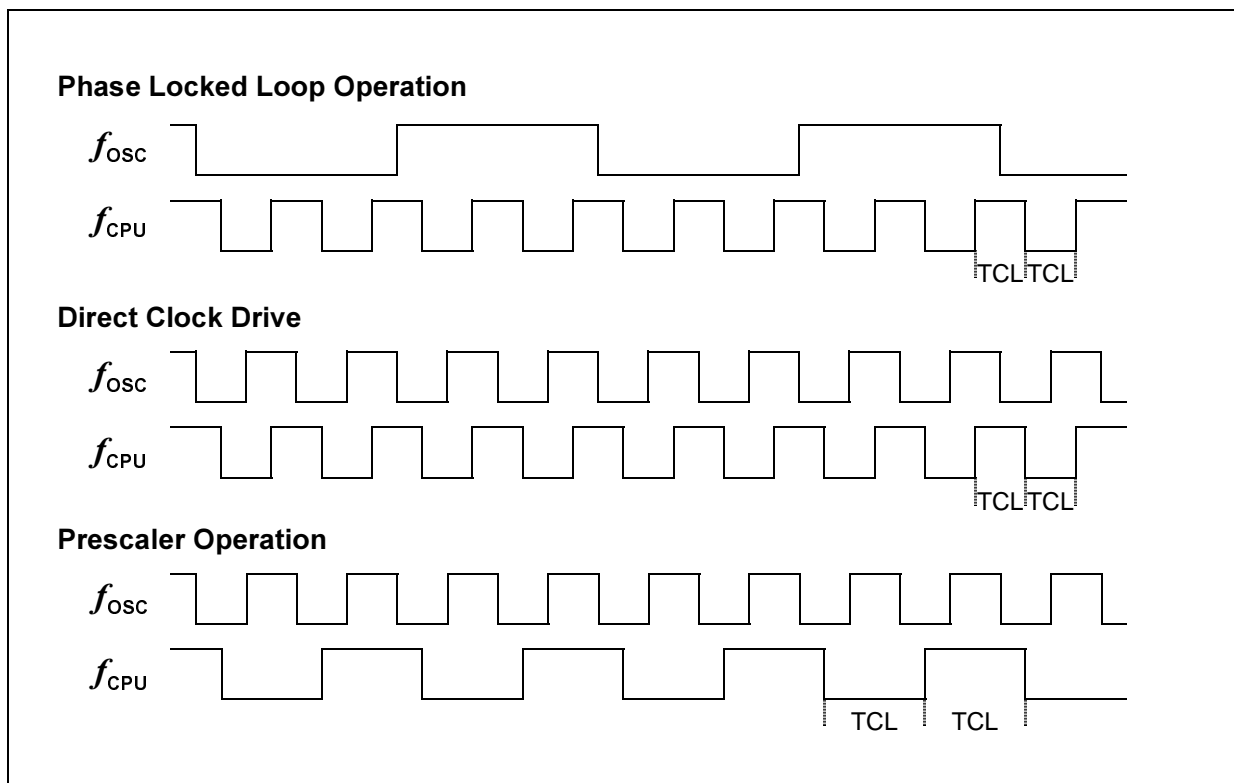 Phase Locked Loop Operation
fOSC
fCPU
TCL TCL
Direct Clock Drive
fOSC
fCPU
TCL TCL
Prescaler Operation
fOSC
fCPU
TCL TCL